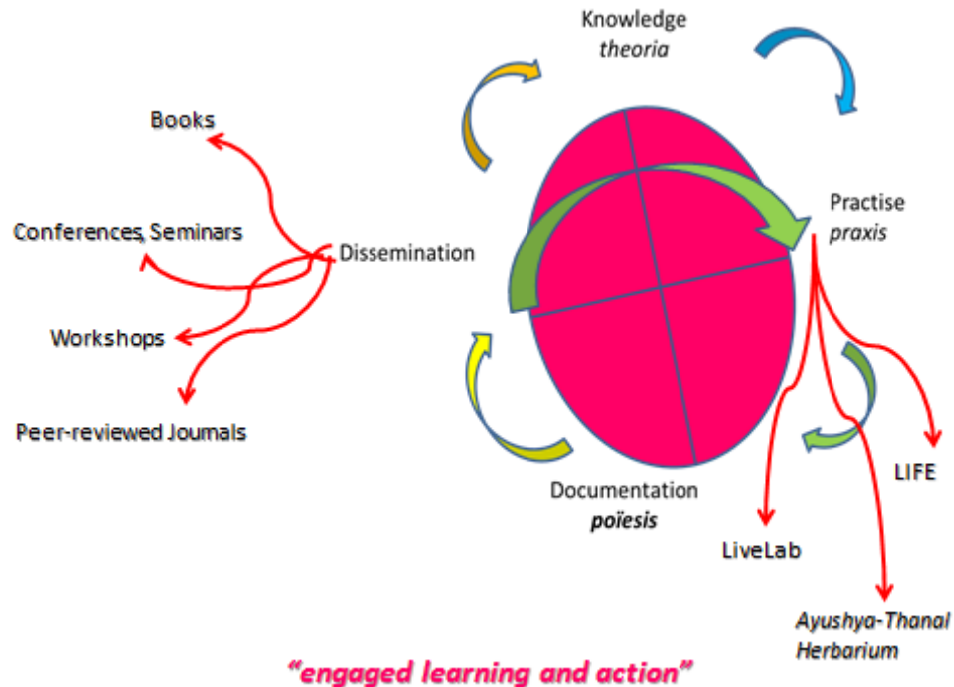 Knowledge
theoria
Books
Conferences, Seminars
Dissemination
Practise
praxis
Workshops
Peer-reviewed Journals
Documentation
poïesis
LIFE
LiveLab
Ayushya-Thanal
Herbarium
“engaged learning and action”